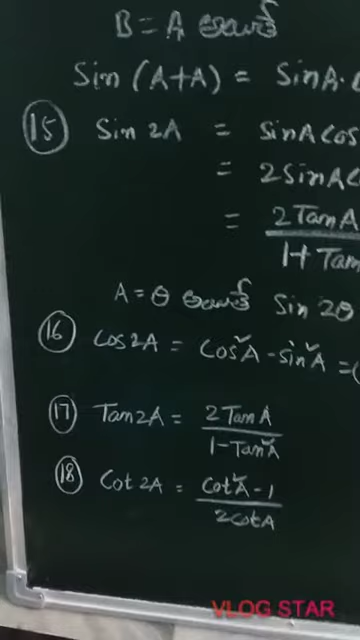 B = A అయితే
Sin (A+A) = SinA.
15 Sin 2A = SinA Cos
= 2SinA
= 2TanA / 1+Tan
A = θ అయితే Sin 2θ
16 Cos2A = Cos²A - sin²A =
17 Tan2A = 2TanA / 1-Tan²A
18 Cot 2A = Cot²A - 1 / 2CotA
VLOG STAR